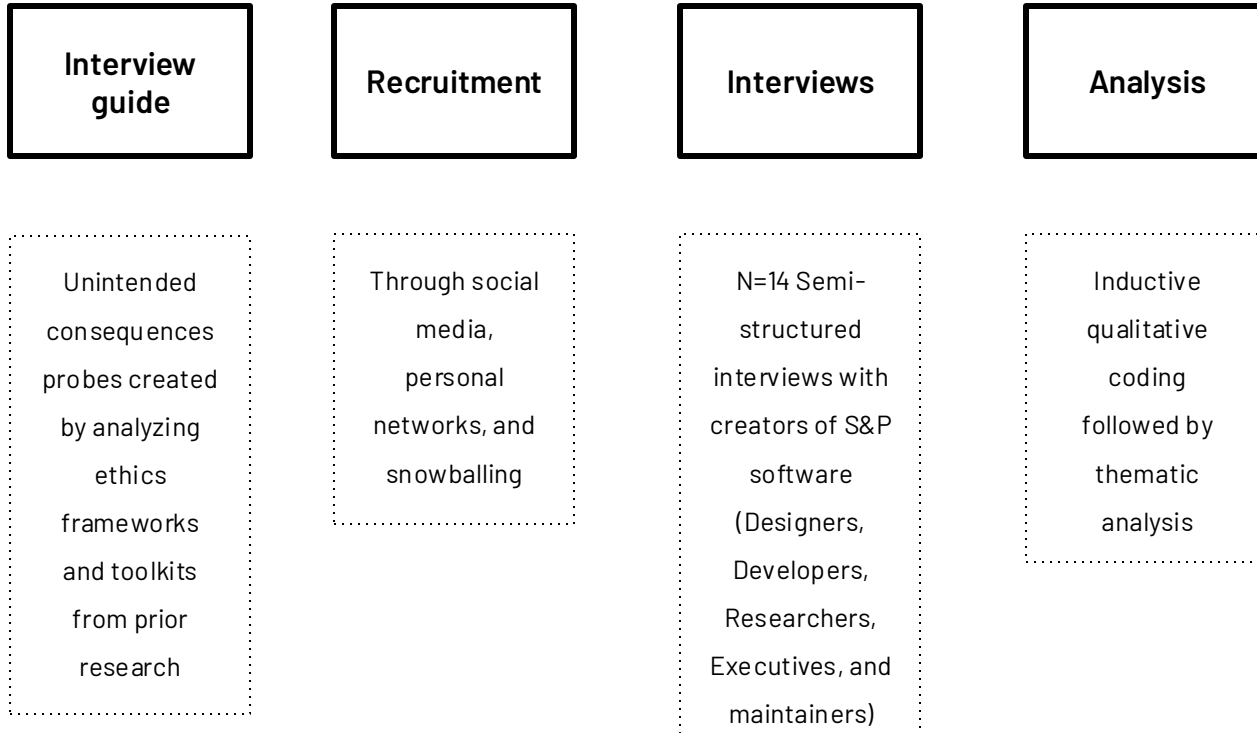 Interview
guide
Recruitment
Interviews
Analysis
Unintended
consequences
probes created
by analyzing
ethics
frameworks
and toolkits
from prior
research
Through social
media,
personal
networks, and
snowballing
N=14 Semi-
structured
interviews with
creators of S&P
software
(Designers,
Developers,
Researchers,
Executives, and
maintainers)
Inductive
qualitative
coding
followed by
thematic
analysis